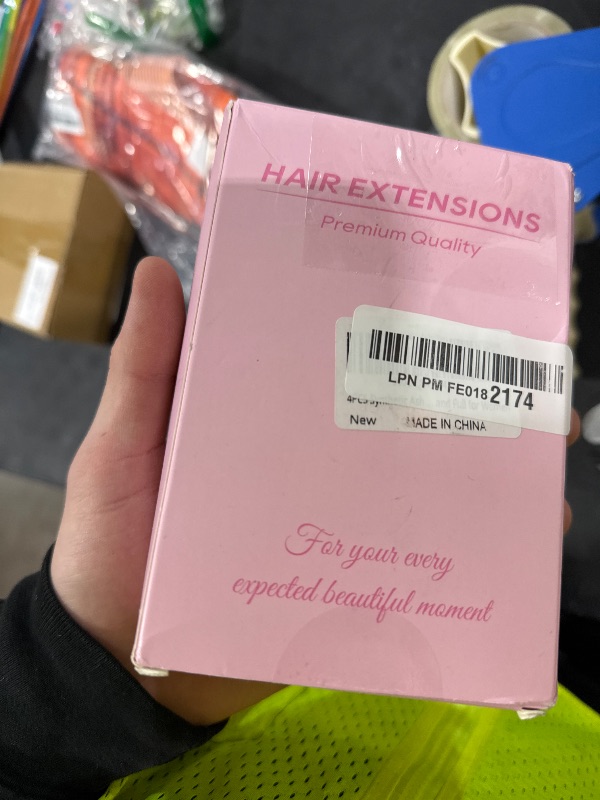 HAIR EXTENSIONS
Premium Quality
LPN PM FE0182174
New MADE IN CHINA
For your every
expected beautiful moment